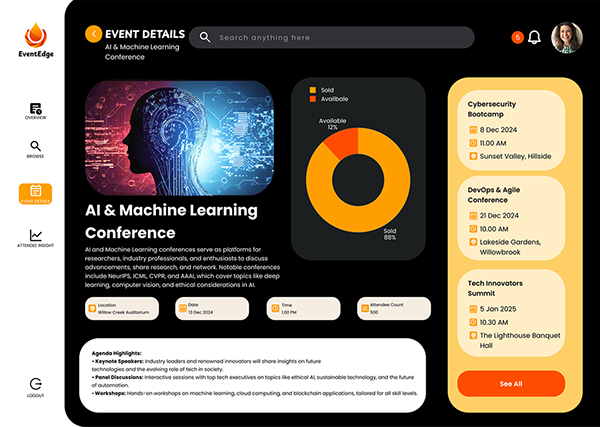 EventEdge
OVERVIEW
BROWSE
EVENT DETAILS
ATTENDEE INSIGHT
LOGOUT
EVENT DETAILS
AI & Machine Learning
Conference
Search anything here
5
Sold
Availbale
Available
12%
Sold
88%
AI & Machine Learning
Conference
AI and Machine Learning conferences serve as platforms for
researchers, industry professionals, and enthusiasts to discuss
advancements, share research, and network. Notable conferences
include NeurIPS, ICML, CVPR, and AAAI, which cover topics like deep
learning, computer vision, and ethical considerations in AI.
Location
Willow Creek Auditorium
Date
13 Dec 2024
Time
1:00 PM
Attendee Count
500
Agenda Highlights:
• Keynote Speakers: Industry leaders and renowned innovators will share insights on future
technologies and the evolving role of tech in society.
• Panel Discussions: Interactive sessions with top tech executives on topics like ethical AI, sustainable technology, and the future
of automation.
• Workshops: Hands-on workshops on machine learning, cloud computing, and blockchain applications, tailored for all skill levels.
Cybersecurity
Bootcamp
8 Dec 2024
11.00 AM
Sunset Valley, Hillside
DevOps & Agile
Conference
21 Dec 2024
10.00 AM
Lakeside Gardens,
Willowbrook
Tech Innovators
Summit
5 Jan 2025
10.30 AM
The Lighthouse Banquet
Hall
See All